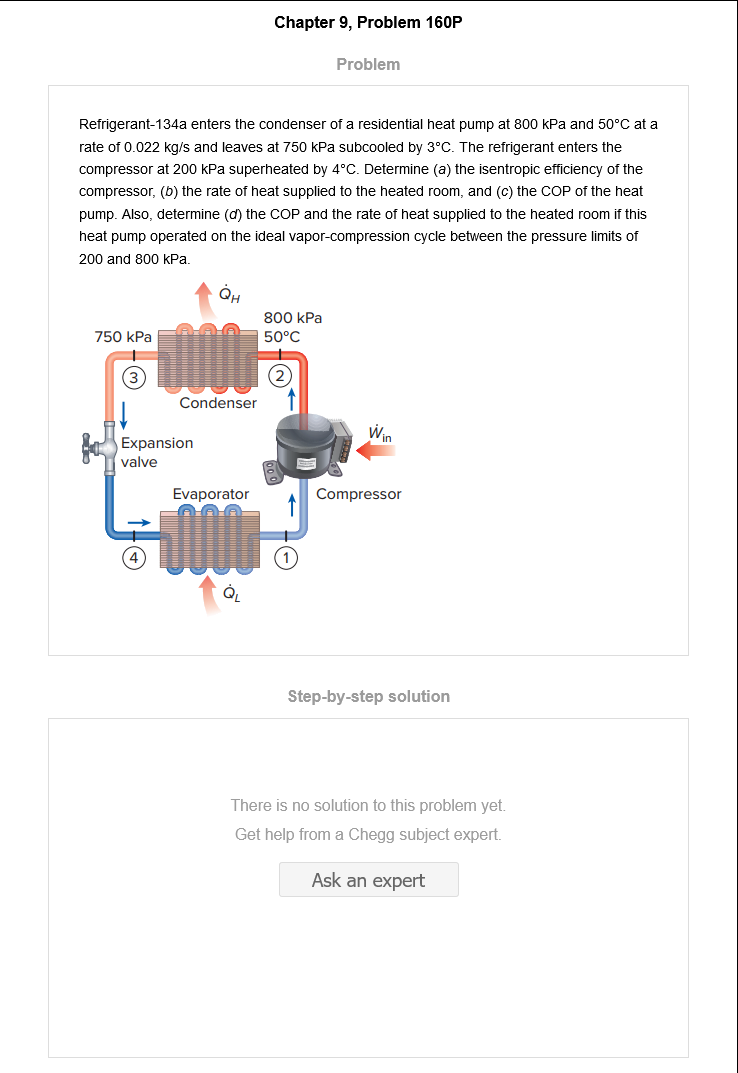 Chapter 9, Problem 160P
Problem
Refrigerant-134a enters the condenser of a residential heat pump at 800 kPa and 50°C at a
rate of 0.022 kg/s and leaves at 750 kPa subcooled by 3°C. The refrigerant enters the
compressor at 200 kPa superheated by 4°C. Determine (a) the isentropic efficiency of the
compressor, (b) the rate of heat supplied to the heated room, and (c) the COP of the heat
pump. Also, determine (d) the COP and the rate of heat supplied to the heated room if this
heat pump operated on the ideal vapor-compression cycle between the pressure limits of
200 and 800 kPa.
Q̇H
800 kPa
750 kPa
50°C
3
2
Condenser
Ẇin
Expansion
valve
Evaporator
Compressor
4
1
Q̇L
Step-by-step solution
There is no solution to this problem yet.
Get help from a Chegg subject expert.
Ask an expert